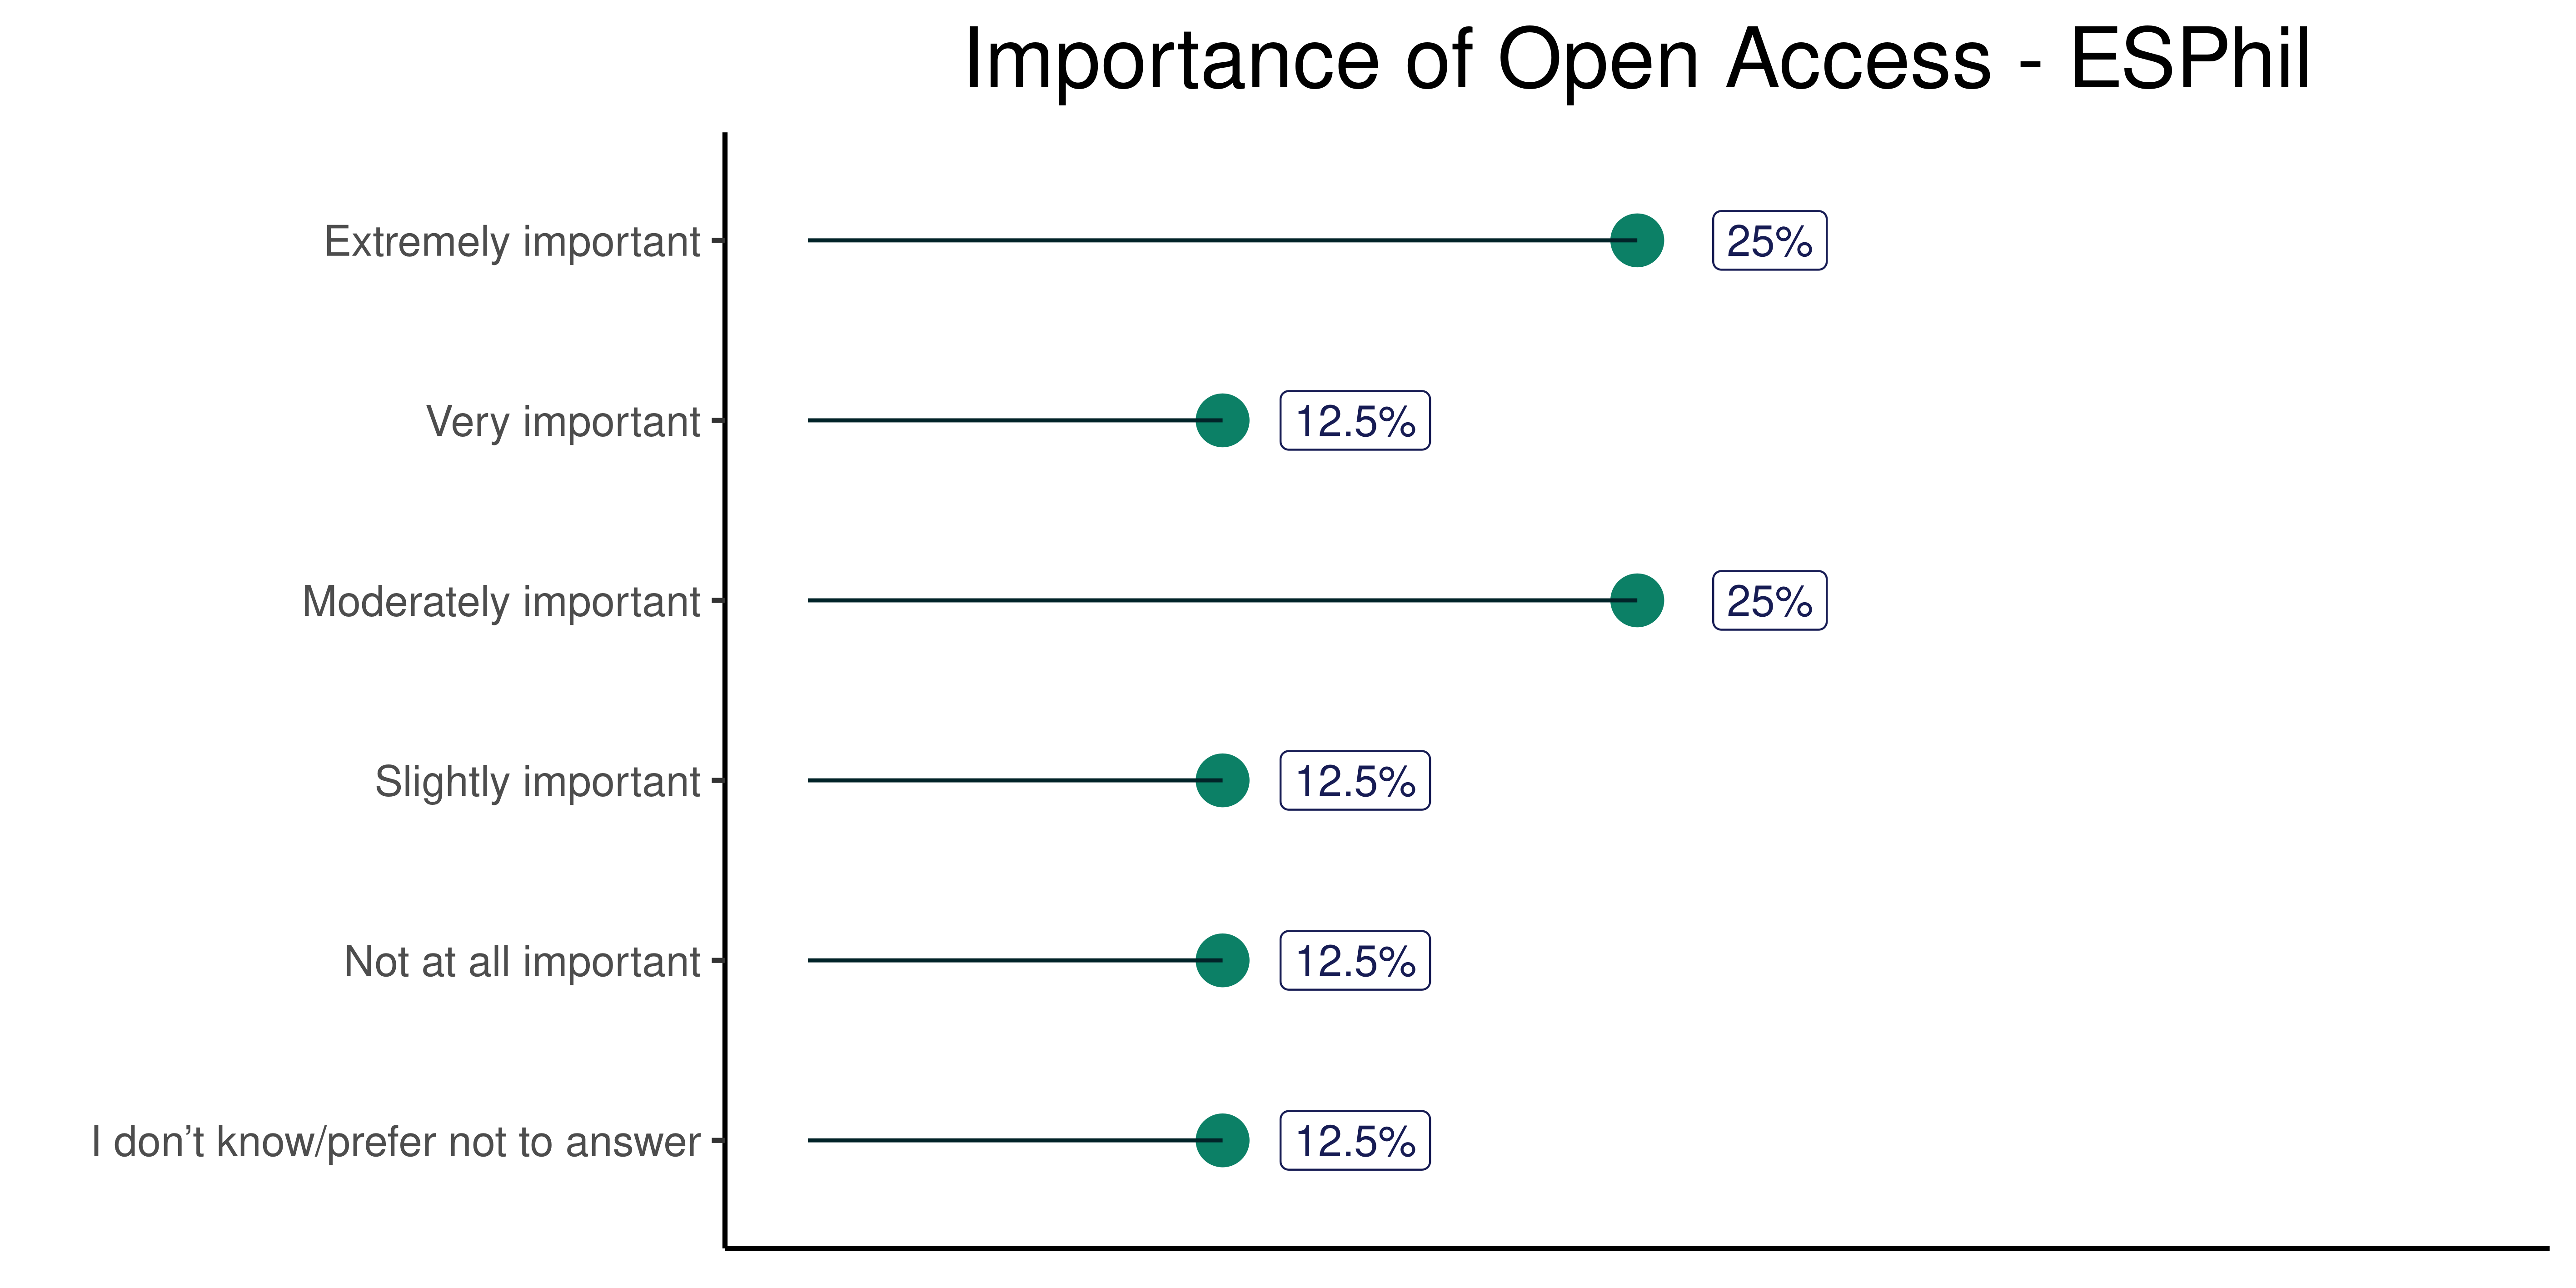 Importance of Open Access - ESPhil
Extremely important 25%
Very important 12.5%
Moderately important 25%
Slightly important 12.5%
Not at all important 12.5%
I don’t know/prefer not to answer 12.5%